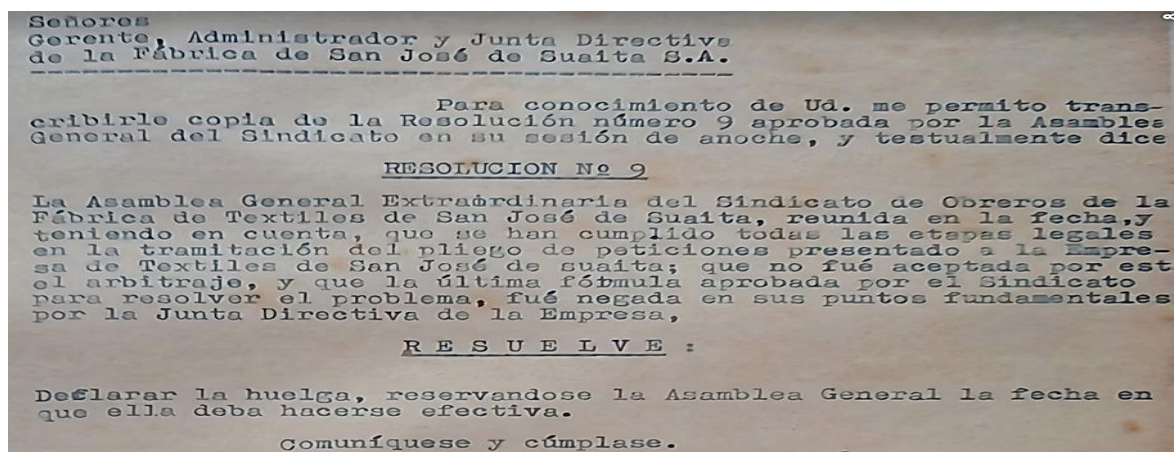 Señores
Gerente, Administrador y Junta Directiva
de la Fábrica de San José de Suaita S.A.
Para conocimiento de Ud. me permito trans-
cribirle copia de la Resolución número 9 aprobada por la Asamblea
General del Sindicato en su sesión de anoche, y testualmente dice
RESOLUCION Nº 9
La Asamblea General Extraordinaria del Sindicato de Obreros de la
Fábrica de Textiles de San José de Suaita, reunida en la fecha,y
teniendo en cuenta, que se han cumplido todas las etapas legales
en la tramitación del pliego de peticiones presentado a la Empre-
sa de Textiles de San José de suaita; que no fué aceptada por est
el arbitraje, y que la última fótmula aprobada por el Sindicato
para resolver el problema, fué negada en sus puntos fundamentales
por la Junta Directiva de la Empresa,
R E S U E L V E :
Declarar la huelga, reservandose la Asamblea General la fecha en
que ella deba hacerse efectiva.
Comuníquese y cúmplase.